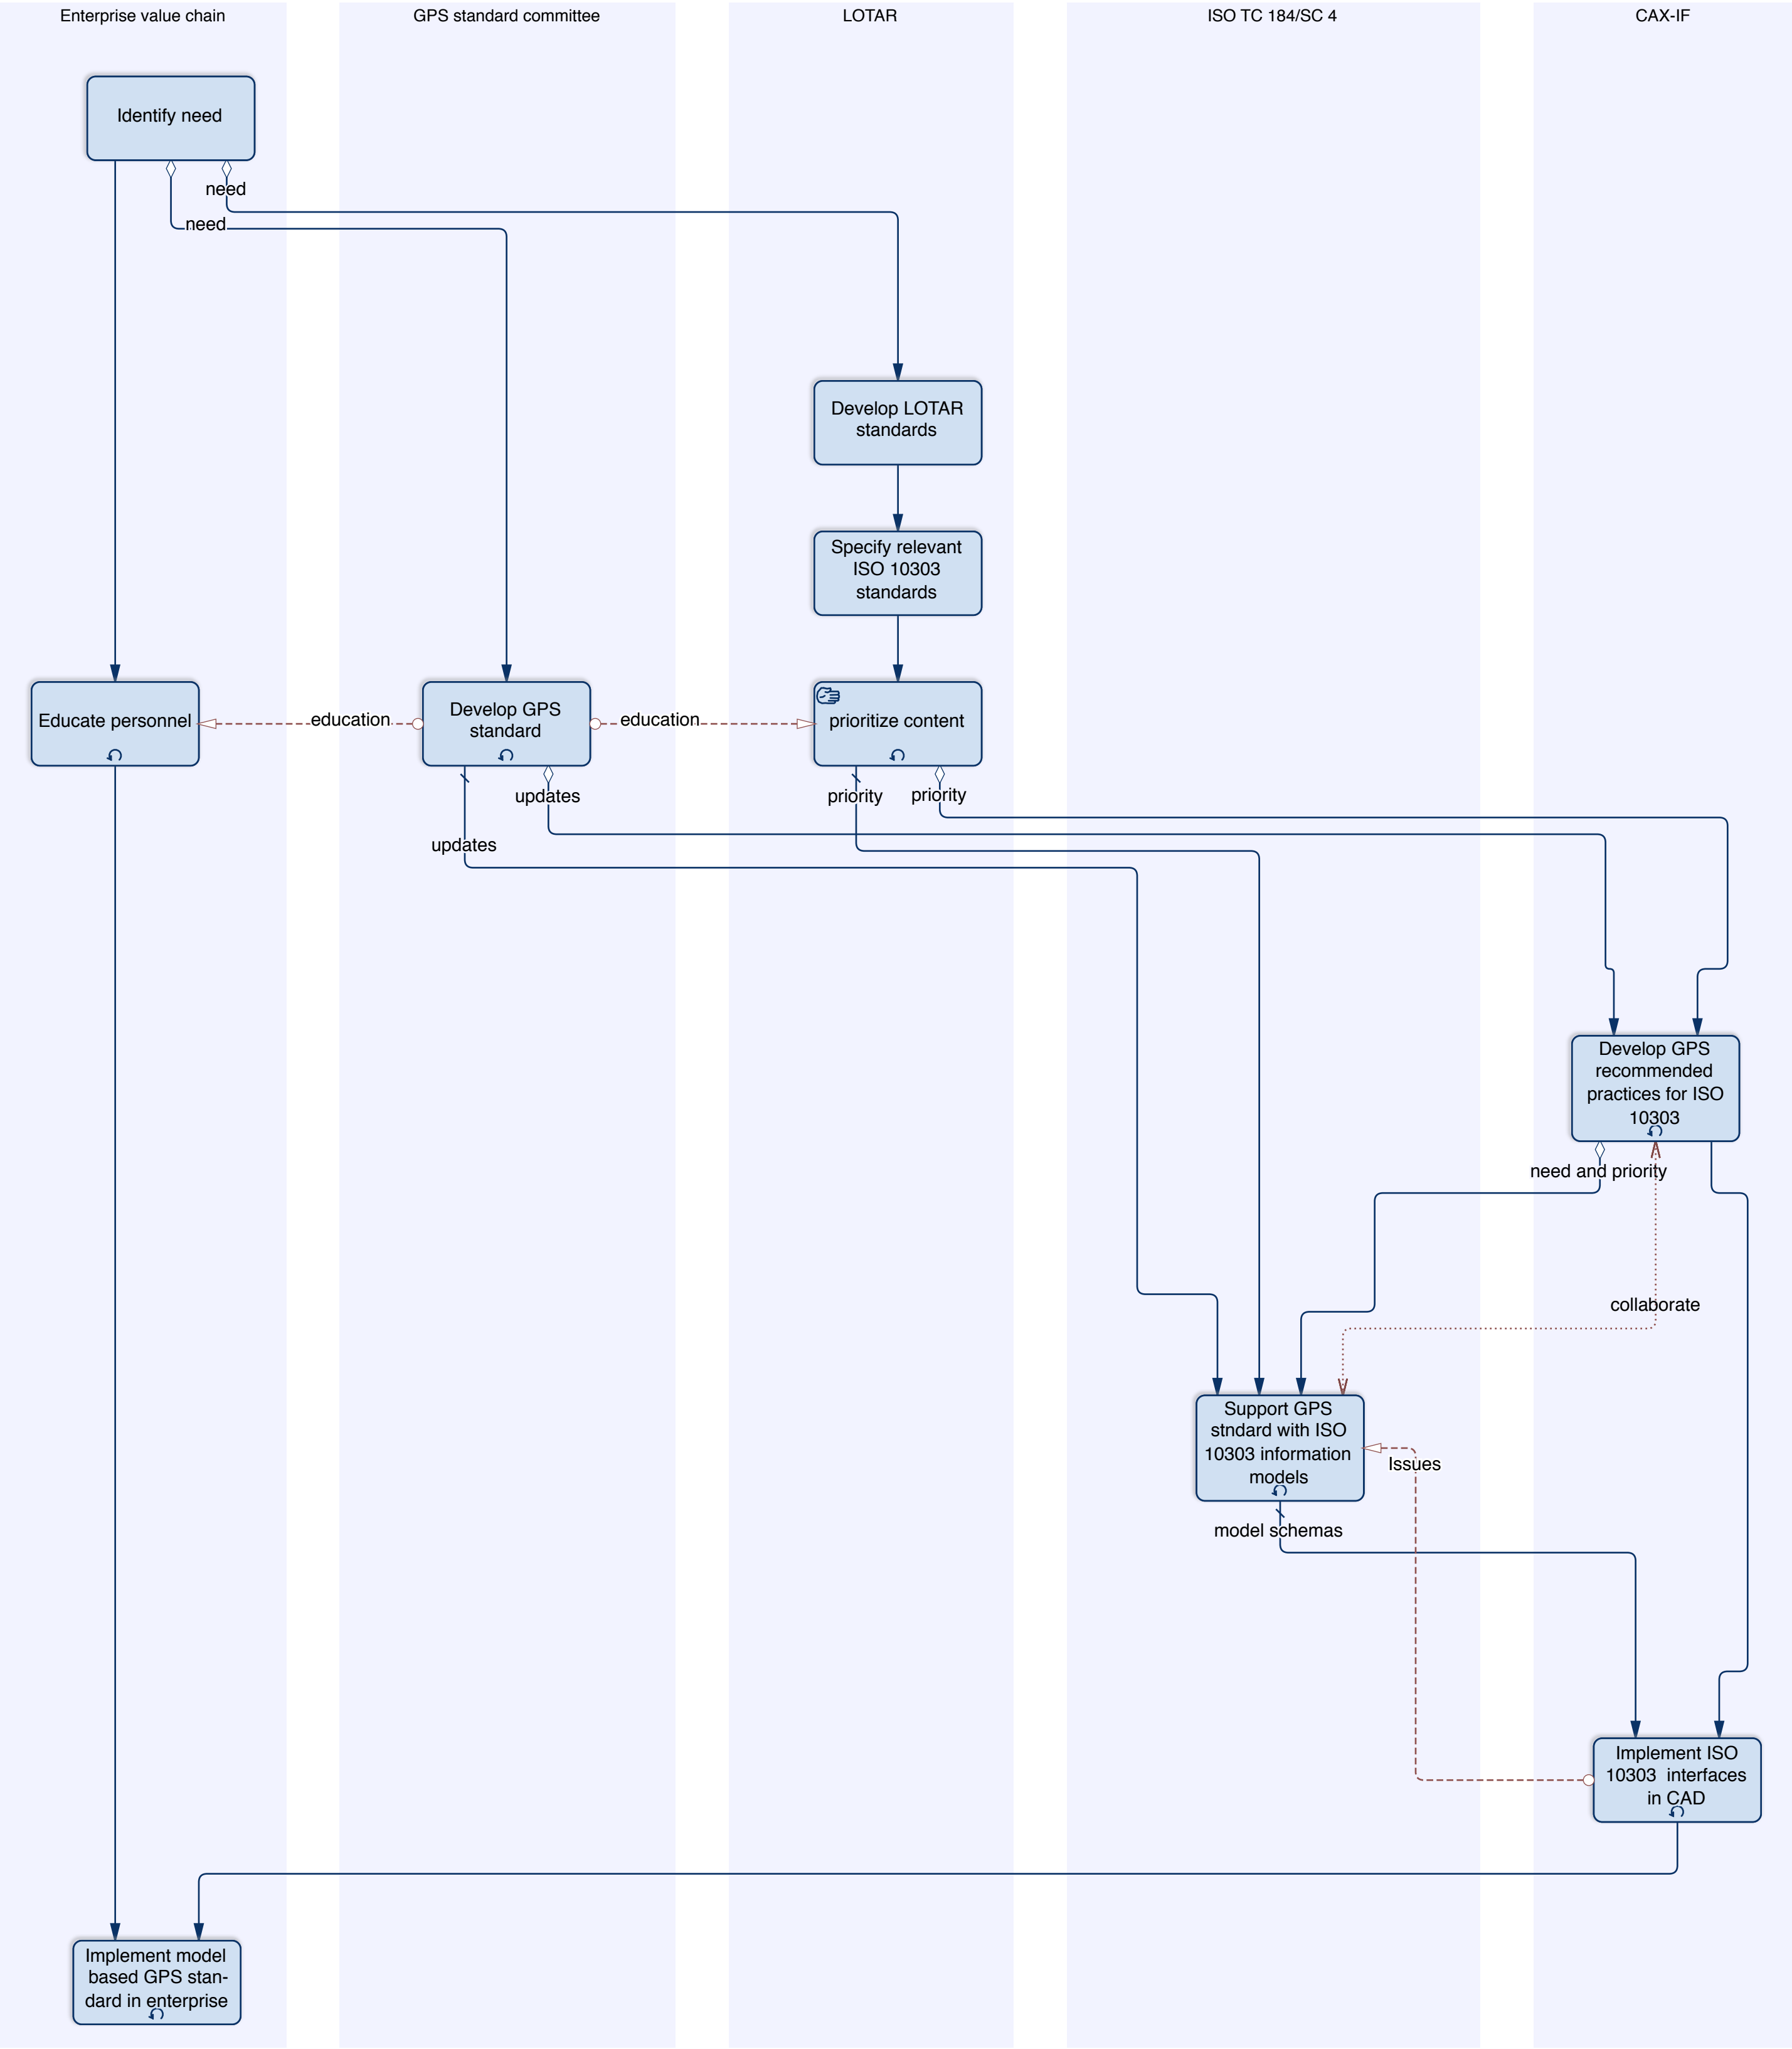 Enterprise value chain
GPS standard committee
LOTAR
ISO TC 184/SC 4
CAX-IF
Identify need
need
need
Develop LOTAR
standards
Specify relevant
ISO 10303
standards
Educate personnel
education
Develop GPS
standard
education
prioritize content
updates
priority
priority
updates
Develop GPS
recommended
practices for ISO
10303
need and priority
collaborate
Support GPS
stndard with ISO
10303 information
models
Issues
model schemas
Implement ISO
10303 interfaces
in CAD
Implement model
based GPS stan-
dard in enterprise